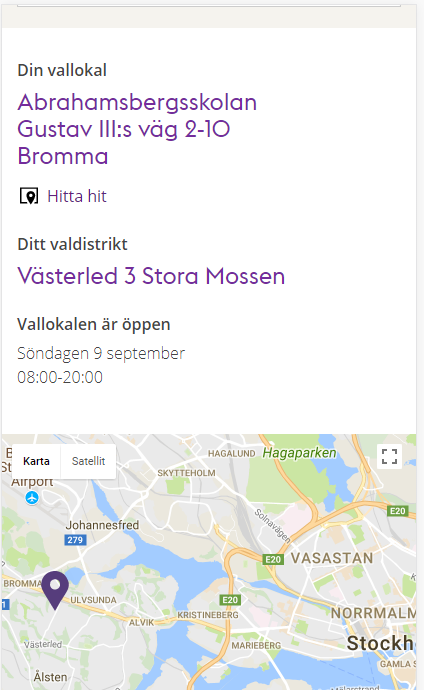 Din vallokal
Abrahamsbergsskolan
Gustav III:s väg 2-10
Bromma
Hitta hit
Ditt valdistrikt
Västerled 3 Stora Mossen
Vallokalen är öppen
Söndagen 9 september
08:00-20:00
Karta
Satellit
HAGALUND
Hagaparken
SKYTTEHOLM
Airport
Solnavägen
E20
Johannesfred
279
E20
VASASTAN
BROMMA
ULVSUNDA
E20
ALVIK
KRISTINEBERG
NORRMALM
Västerled
MARIEBERG
Stockh
GAMLA S
Ålsten
Mälarstrand